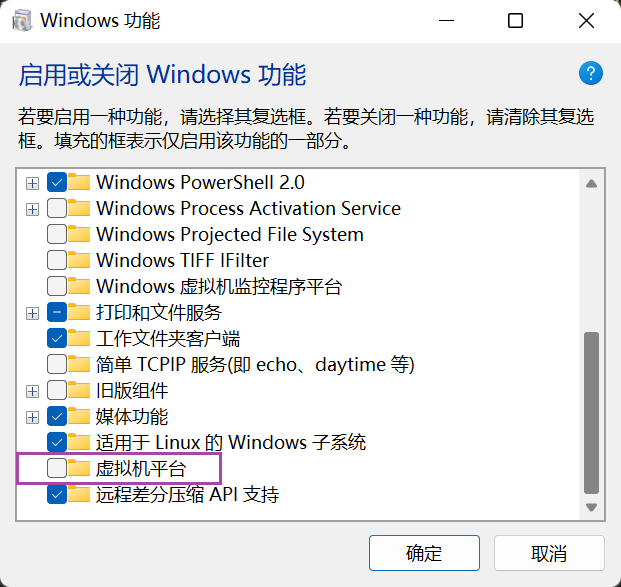 Windows 功能
启用或关闭 Windows 功能
?
若要启用一种功能，请选择其复选框。若要关闭一种功能，请清除其复选
框。填充的框表示仅启用该功能的一部分。
Windows PowerShell 2.0
Windows Process Activation Service
Windows Projected File System
Windows TIFF IFilter
Windows 虚拟机监控程序平台
打印和文件服务
工作文件夹客户端
简单 TCPIP 服务(即 echo、daytime 等)
旧版组件
媒体功能
适用于 Linux 的 Windows 子系统
虚拟机平台
远程差分压缩 API 支持
确定
取消